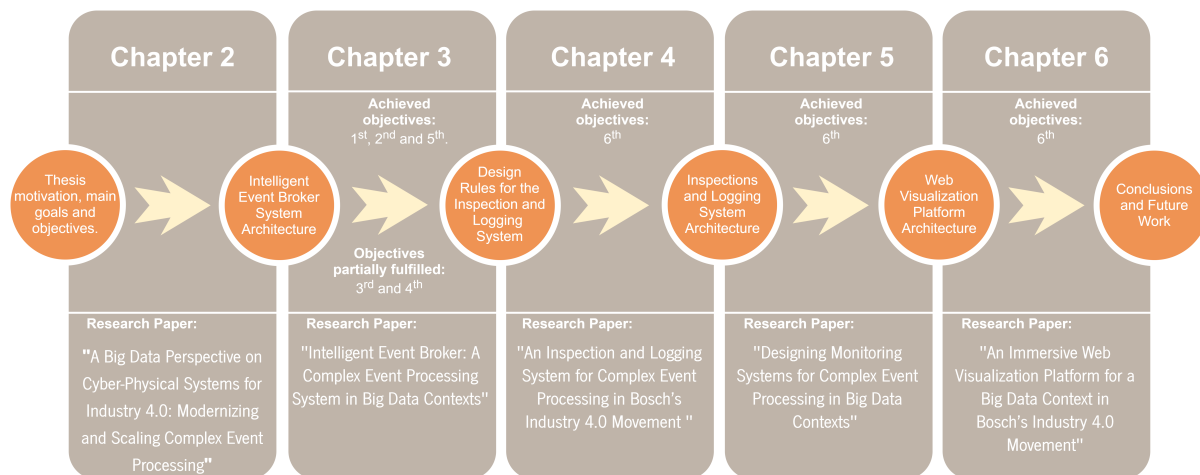 Chapter 2
Chapter 3
Chapter 4
Chapter 5
Chapter 6
Achieved
objectives:
1st, 2nd and 5th.
Achieved
objectives:
6th
Achieved
objectives:
6th
Achieved
objectives:
6th
Thesis
motivation, main
goals and
objectives.
Intelligent
Event Broker
System
Architecture
Design
Rules for the
Inspection and
Logging
System
Inspections
and Logging
System
Architecture
Web
Visualization
Platform
Architecture
Conclusions
and Future
Work
Objectives
partially fulfilled:
3rd and 4th
Research Paper:
"A Big Data Perspective on
Cyber-Physical Systems for
Industry 4.0: Modernizing
and Scaling Complex Event
Processing"
Research Paper:
"Intelligent Event Broker: A
Complex Event Processing
System in Big Data Contexts"
Research Paper:
"An Inspection and Logging
System for Complex Event
Processing in Bosch's
Industry 4.0 Movement "
Research Paper:
"Designing Monitoring
Systems for Complex Event
Processing in Big Data
Contexts"
Research Paper:
"An Immersive Web
Visualization Platform for a
Big Data Context in
Bosch's Industry 4.0
Movement"